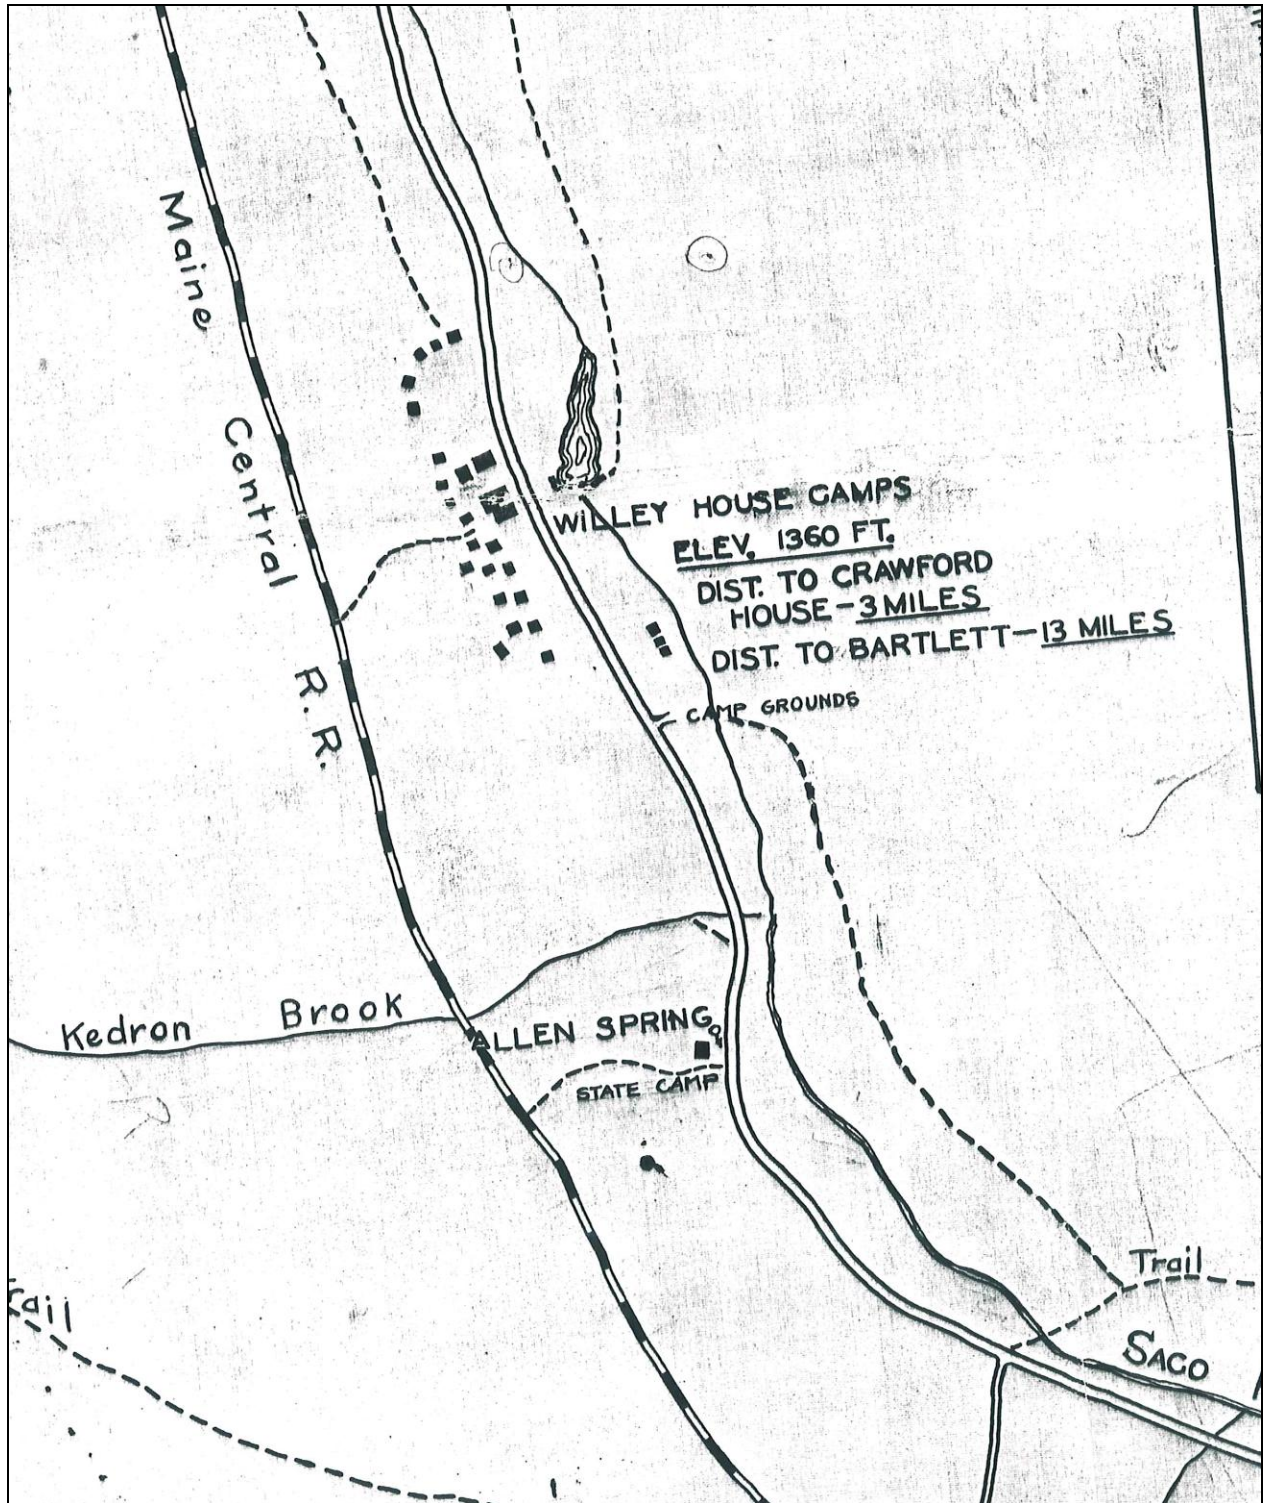 Maine
Central
R. R.
WILLEY HOUSE CAMPS
ELEV. 1360 FT.
DIST. TO CRAWFORD
HOUSE – 3 MILES
DIST. TO BARTLETT – 13 MILES
CAMP GROUNDS
Kedron Brook
ALLEN SPRING
STATE CAMP
Trail
SACO